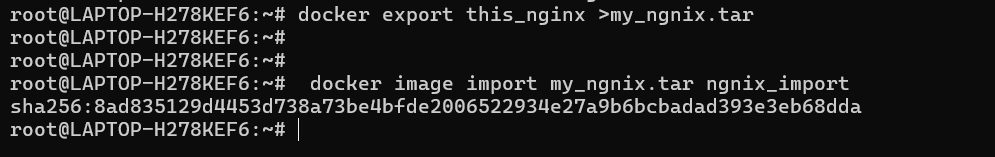 root@LAPTOP-H278KEF6:~# docker export this_nginx >my_ngnix.tar
root@LAPTOP-H278KEF6:~#
root@LAPTOP-H278KEF6:~#
root@LAPTOP-H278KEF6:~#  docker image import my_ngnix.tar ngnix_import
sha256:8ad835129d4453d738a73be4bfde2006522934e27a9b6bcbadad393e3eb68dda
root@LAPTOP-H278KEF6:~#